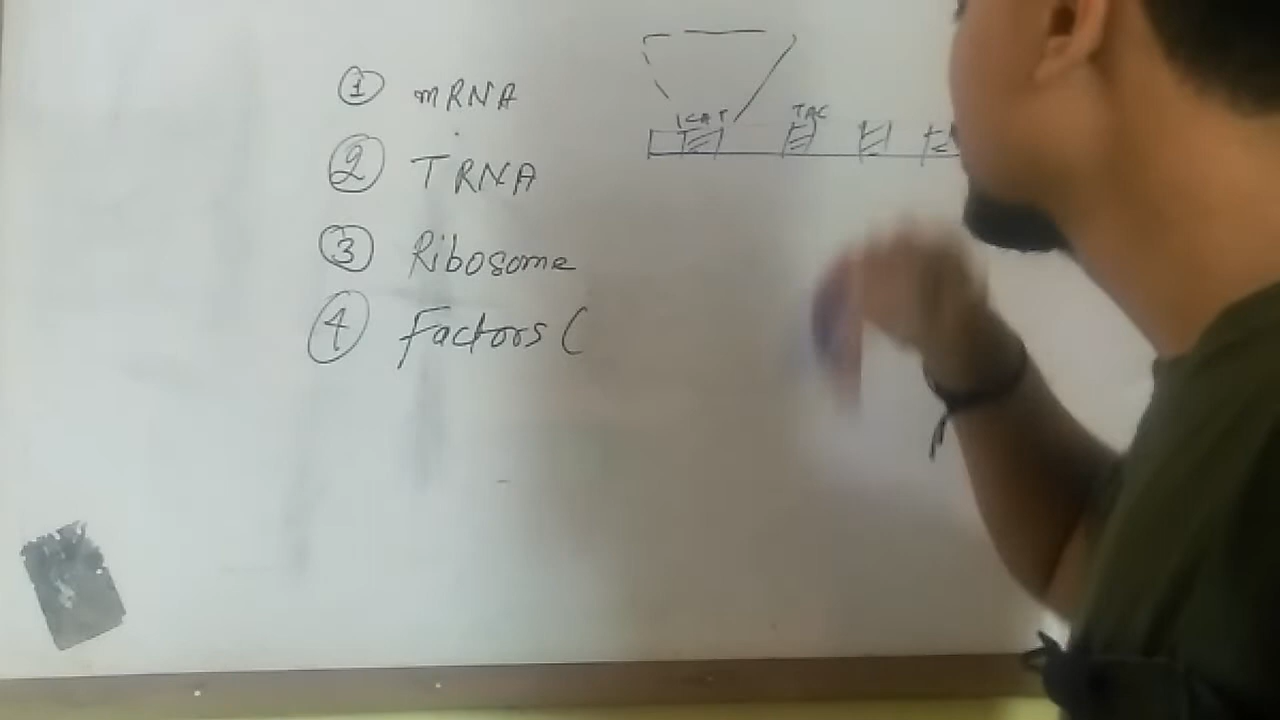 ① mRNA
② TRNA
③ Ribosome
④ Factors (
TAC